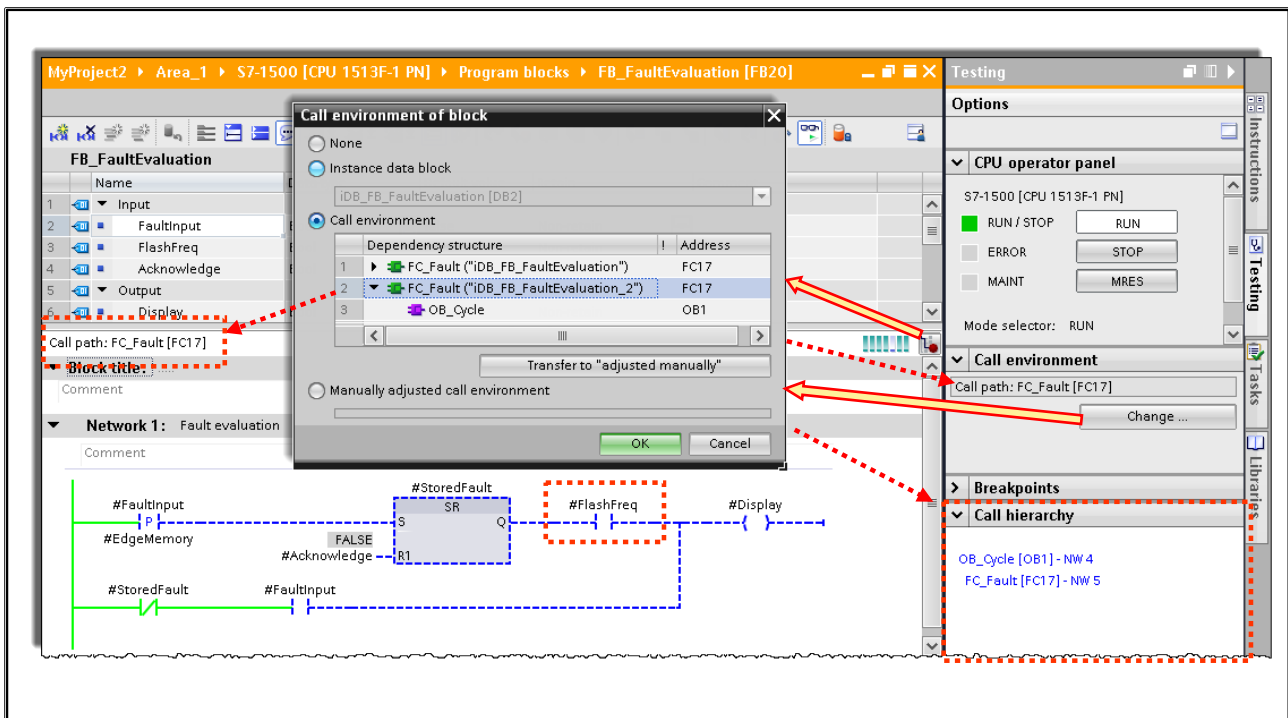 MyProject2 ▸ Area_1 ▸ S7-1500 [CPU 1513F-1 PN] ▸ Program blocks ▸ FB_FaultEvaluation [FB20]
FB_FaultEvaluation
Name
1 Input
2 FaultInput
3 FlashFreq
4 Acknowledge
5 Output
6 Display
Call path: FC_Fault [FC17]
Block title: .....
Comment
Network 1: Fault evaluation
Comment
#FaultInput
P
#EdgeMemory
#StoredFault
SR
S
Q
FALSE
#Acknowledge
R1
#FlashFreq
#Display
#StoredFault
#FaultInput
Call environment of block
None
Instance data block
iDB_FB_FaultEvaluation [DB2]
Call environment
Dependency structure ! Address
1 FC_Fault ("iDB_FB_FaultEvaluation") FC17
2 FC_Fault ("iDB_FB_FaultEvaluation_2") FC17
3 OB_Cycle OB1
Transfer to "adjusted manually"
Manually adjusted call environment
OK Cancel
Testing
Options
CPU operator panel
S7-1500 [CPU 1513F-1 PN]
RUN / STOP RUN
ERROR STOP
MAINT MRES
Mode selector: RUN
Call environment
Call path: FC_Fault [FC17]
Change ...
Breakpoints
Call hierarchy
OB_Cycle [OB1] - NW 4
FC_Fault [FC17] - NW 5
Instructions
Testing
Tasks
Libraries